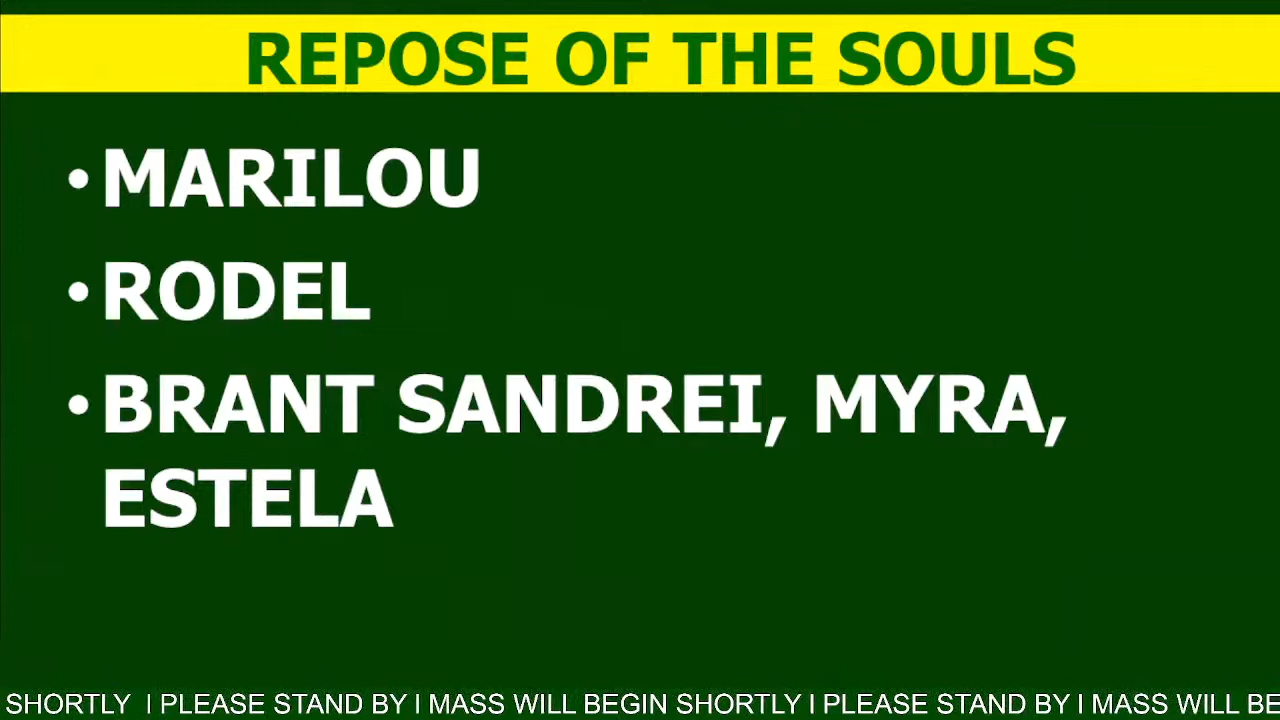 REPOSE OF THE SOULS
• MARILOU
• RODEL
• BRANT SANDREI, MYRA,
ESTELA
SHORTLY I PLEASE STAND BY I MASS WILL BEGIN SHORTLY I PLEASE STAND BY I MASS WILL BE